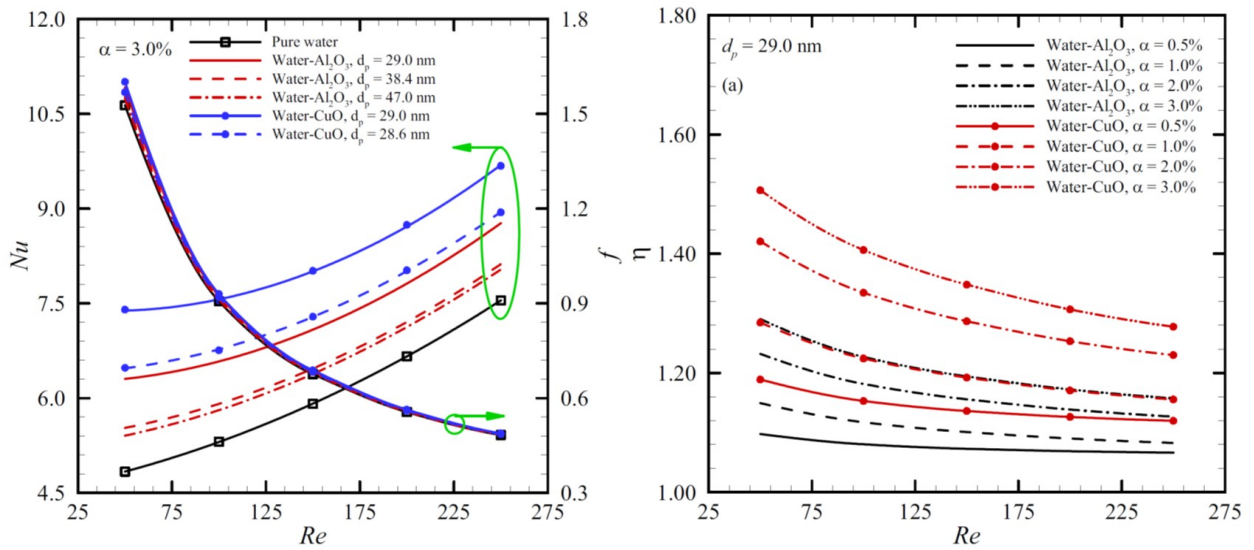 12.0
10.5
9.0
7.5
6.0
4.5
Nu
α = 3.0%
Pure water
Water-Al₂O₃, dₚ = 29.0 nm
Water-Al₂O₃, dₚ = 38.4 nm
Water-Al₂O₃, dₚ = 47.0 nm
Water-CuO, dₚ = 29.0 nm
Water-CuO, dₚ = 28.6 nm
1.8
1.5
1.2
0.9
0.6
0.3
f
25 75 125 175 225 275
Re
1.80
1.60
1.40
1.20
1.00
η
dₚ = 29.0 nm
(a)
Water-Al₂O₃, α = 0.5%
Water-Al₂O₃, α = 1.0%
Water-Al₂O₃, α = 2.0%
Water-Al₂O₃, α = 3.0%
Water-CuO, α = 0.5%
Water-CuO, α = 1.0%
Water-CuO, α = 2.0%
Water-CuO, α = 3.0%
25 75 125 175 225 275
Re